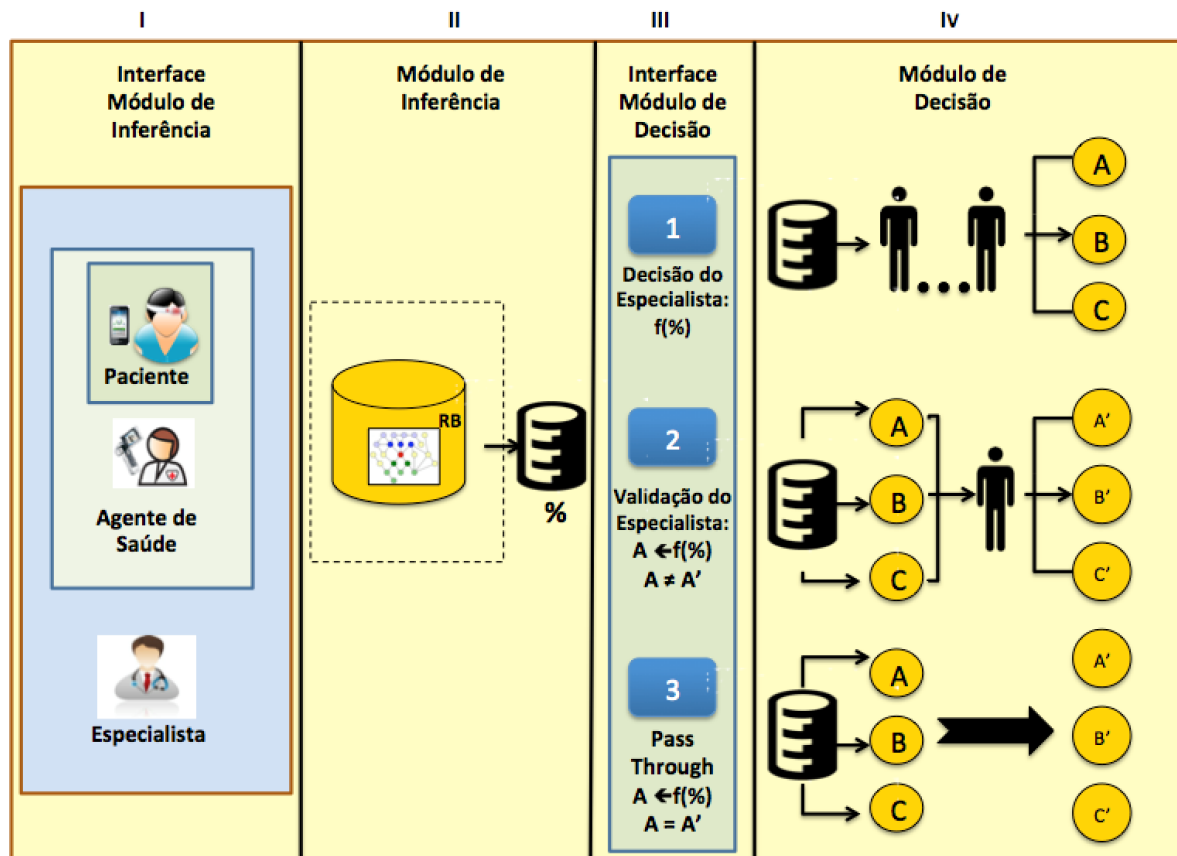 I
II
III
Iv
Interface
Módulo de
Inferência
Módulo de
Inferência
Interface
Módulo de
Decisão
Módulo de
Decisão
Paciente
Agente de
Saúde
Especialista
RB
%
1
Decisão do
Especialista:
f(%)
2
Validação do
Especialista:
A ←f(%)
A ≠ A’
3
Pass
Through
A ←f(%)
A = A’
A
B
C
A
B
C
A’
B’
C’
A
B
C
A’
B’
C’